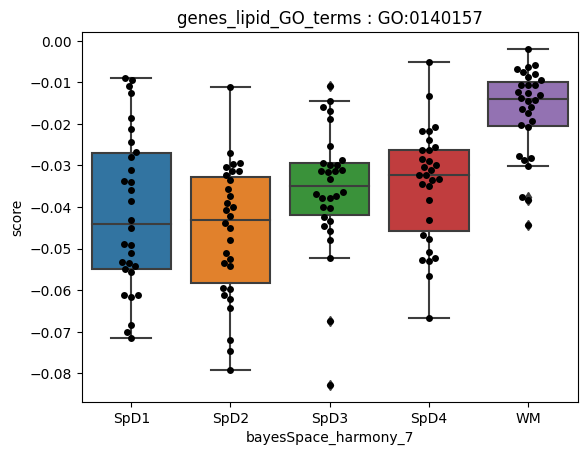 genes_lipid_GO_terms : GO:0140157
0.00
−0.01
−0.02
−0.03
−0.04
−0.05
−0.06
−0.07
−0.08
score
SpD1 SpD2 SpD3 SpD4 WM
bayesSpace_harmony_7